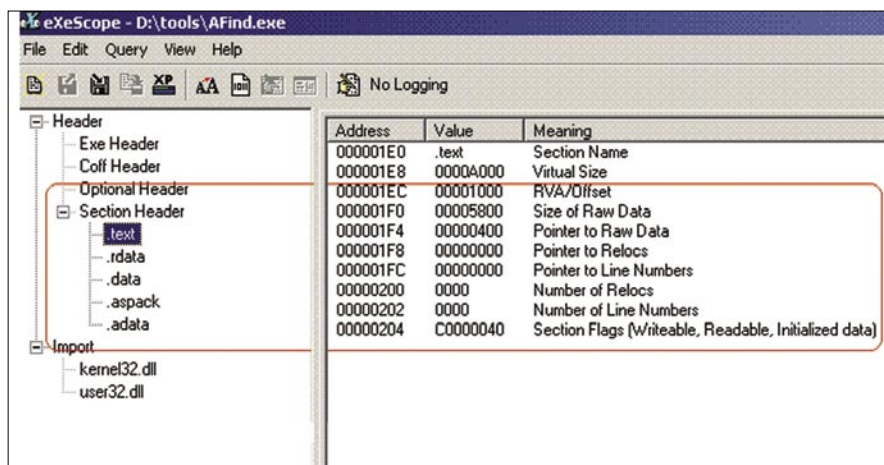 eXeScope - D:\tools\AFind.exe
File Edit Query View Help
XP AA No Logging
Header
Exe Header
Coff Header
Optional Header
Section Header
.text
.rdata
.data
.aspack
.adata
Import
kernel32.dll
user32.dll
Address Value Meaning
000001E0 .text Section Name
000001E8 0000A000 Virtual Size
000001EC 00001000 RVA/Offset
000001F0 00005800 Size of Raw Data
000001F4 00000400 Pointer to Raw Data
000001F8 00000000 Pointer to Relocs
000001FC 00000000 Pointer to Line Numbers
00000200 0000 Number of Relocs
00000202 0000 Number of Line Numbers
00000204 C0000040 Section Flags (Writeable, Readable, Initialized data)